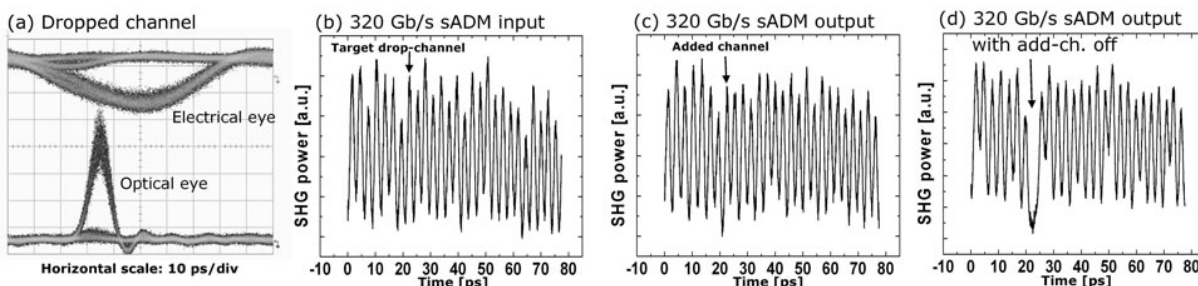 (a) Dropped channel
Electrical eye
Optical eye
Horizontal scale: 10 ps/div
(b) 320 Gb/s sADM input
Target drop-channel
SHG power [a.u.]
-10 0 10 20 30 40 50 60 70 80
Time [ps]
(c) 320 Gb/s sADM output
Added channel
SHG power [a.u.]
-10 0 10 20 30 40 50 60 70 80
Time [ps]
(d) 320 Gb/s sADM output
with add-ch. off
SHG power [a.u.]
-10 0 10 20 30 40 50 60 70 80
Time [ps]